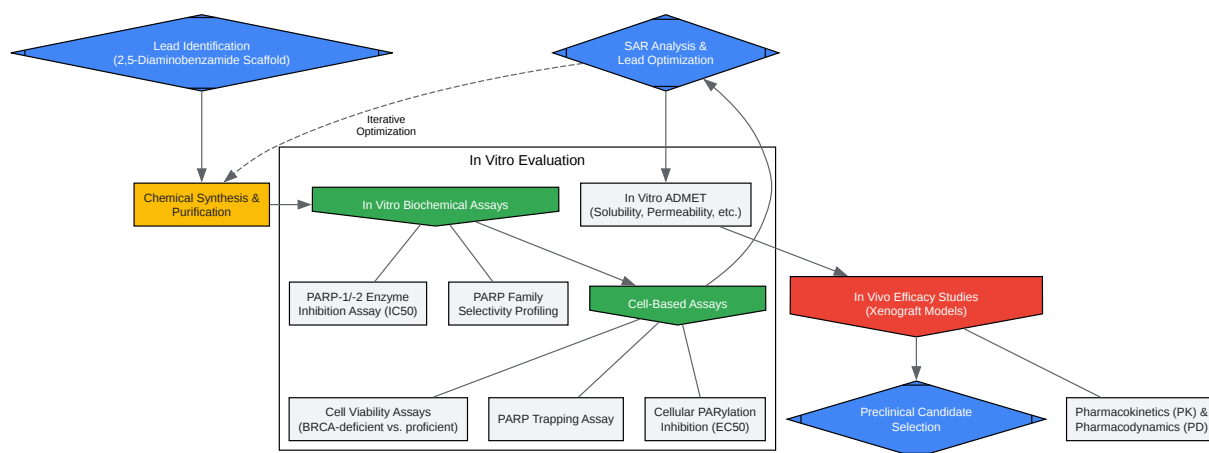 Lead Identification
(2,5-Diaminobenzamide Scaffold)
SAR Analysis &
Lead Optimization
Iterative
Optimization
In Vitro Evaluation
Chemical Synthesis &
Purification
In Vitro Biochemical Assays
In Vitro ADMET
(Solubility, Permeability, etc.)
PARP-1/-2 Enzyme
Inhibition Assay (IC50)
PARP Family
Selectivity Profiling
Cell-Based Assays
In Vivo Efficacy Studies
(Xenograft Models)
Cell Viability Assays
(BRCA-deficient vs. proficient)
PARP Trapping Assay
Cellular PARylation
Inhibition (EC50)
Preclinical Candidate
Selection
Pharmacokinetics (PK) &
Pharmacodynamics (PD)